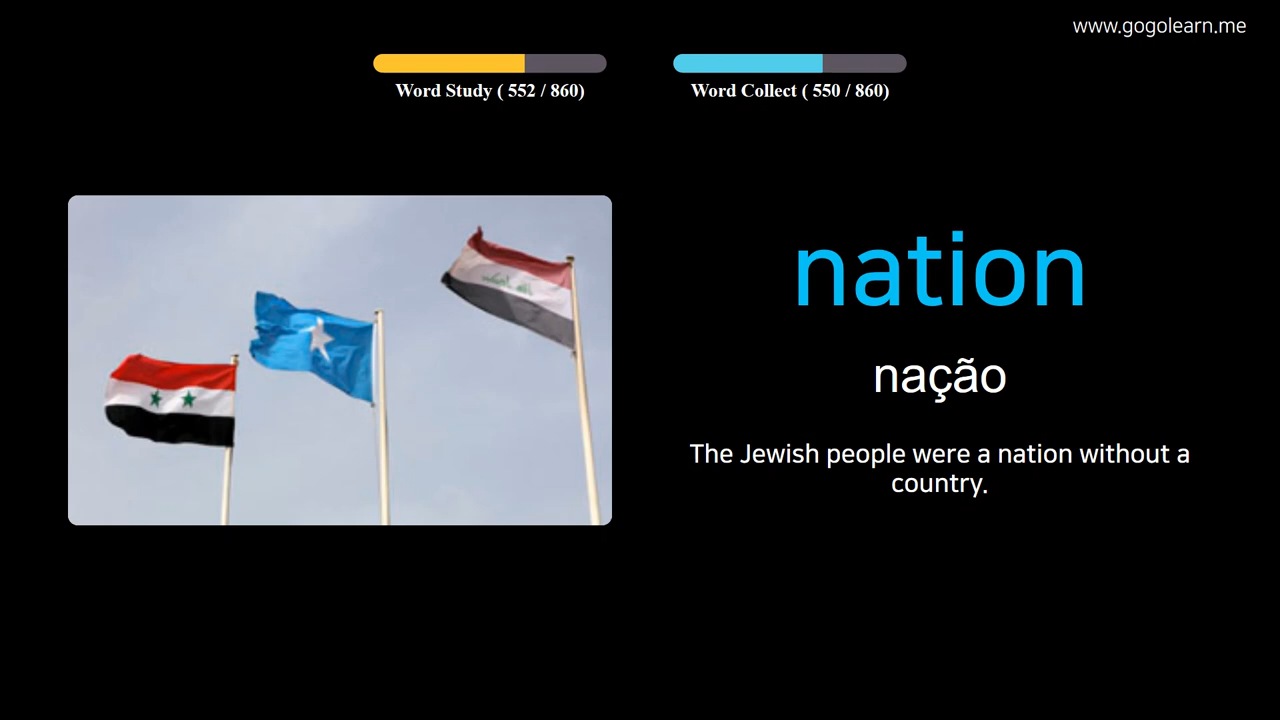 www.gogolearn.me
Word Study ( 552 / 860)
Word Collect ( 550 / 860)
nation
nação
The Jewish people were a nation without a
country.